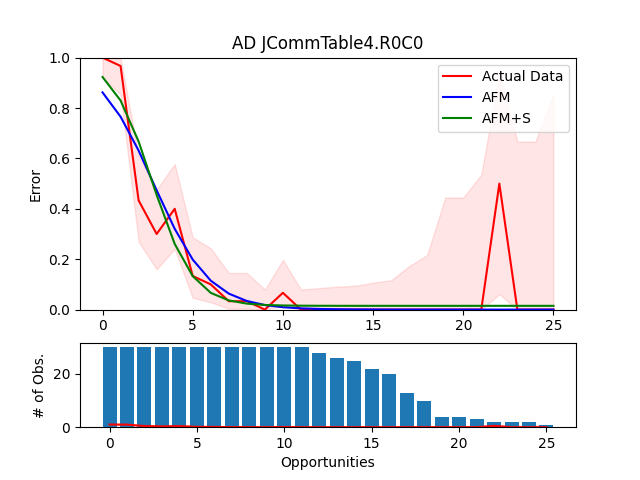 AD JCommTable4.R0C0
1.0
0.8
0.6
0.4
0.2
0.0
Error
0 5 10 15 20 25
Actual Data
AFM
AFM+S
20
0
# of Obs.
0 5 10 15 20 25
Opportunities